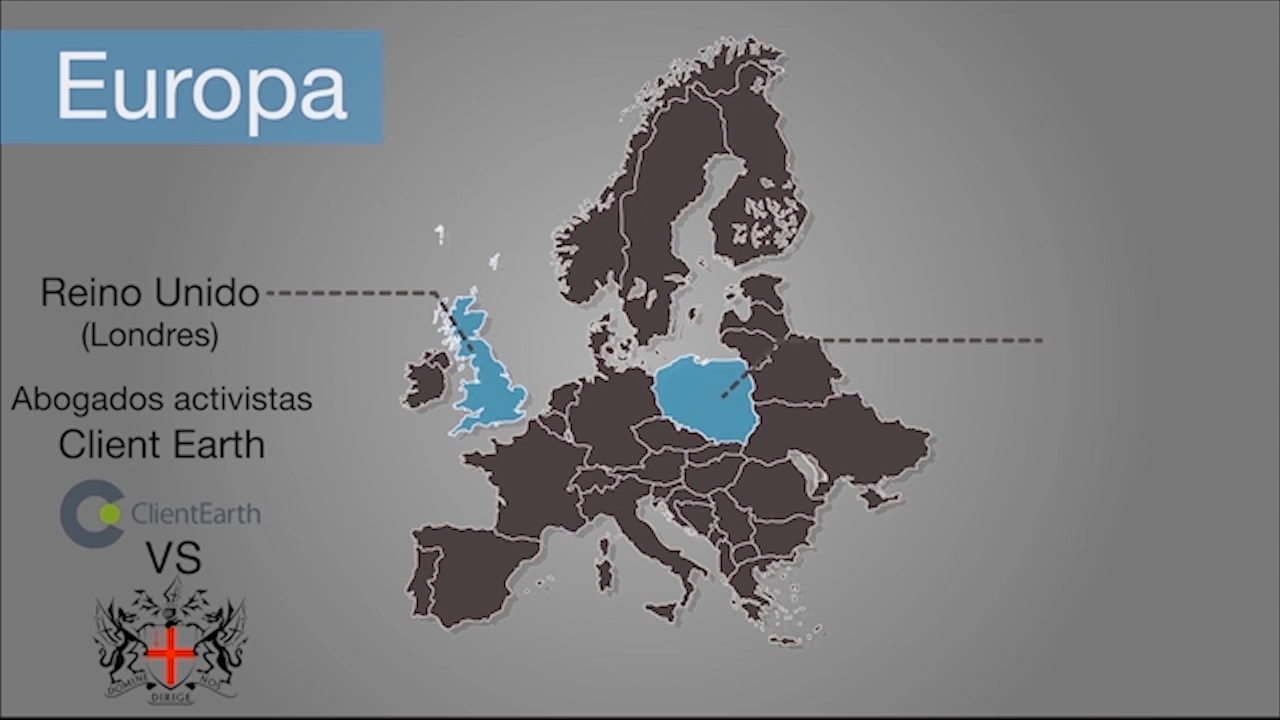 Europa
Reino Unido
(Londres)
Abogados activistas
Client Earth
ClientEarth
VS
DOMINE NOS
DIRIGE